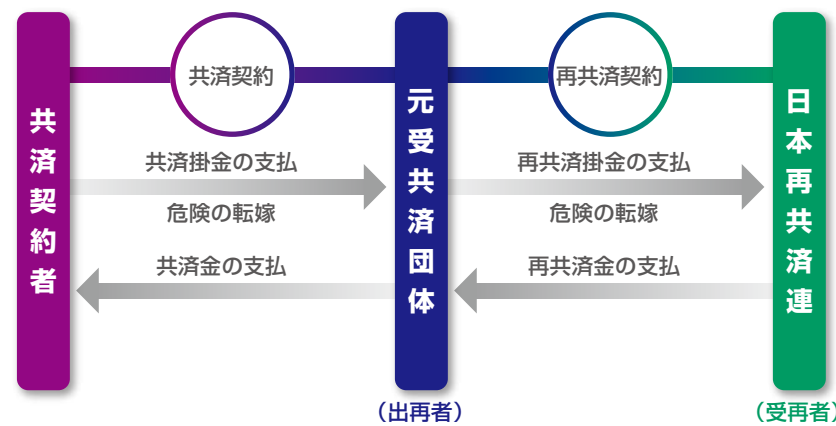 共済契約
再共済契約
共済契約者
元受共済団体
日本再共済連
共済掛金の支払
再共済掛金の支払
危険の転嫁
危険の転嫁
共済金の支払
再共済金の支払
（出再者）
（受再者）